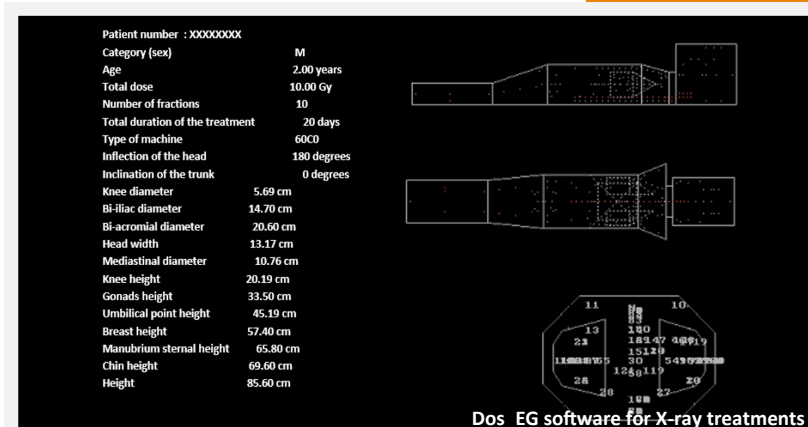 Patient number : XXXXXXXX
Category (sex) M
Age 2.00 years
Total dose 10.00 Gy
Number of fractions 10
Total duration of the treatment 20 days
Type of machine 60C0
Inflection of the head 180 degrees
Inclination of the trunk 0 degrees
Knee diameter 5.69 cm
Bi-iliac diameter 14.70 cm
Bi-acromial diameter 20.60 cm
Head width 13.17 cm
Mediastinal diameter 10.76 cm
Knee height 20.19 cm
Gonads height 33.50 cm
Umbilical point height 45.19 cm
Breast height 57.40 cm
Manubrium sternal height 65.80 cm
Chin height 69.60 cm
Height 85.60 cm
11 10
13
30
119
28 27
Dos_EG software for X-ray treatments